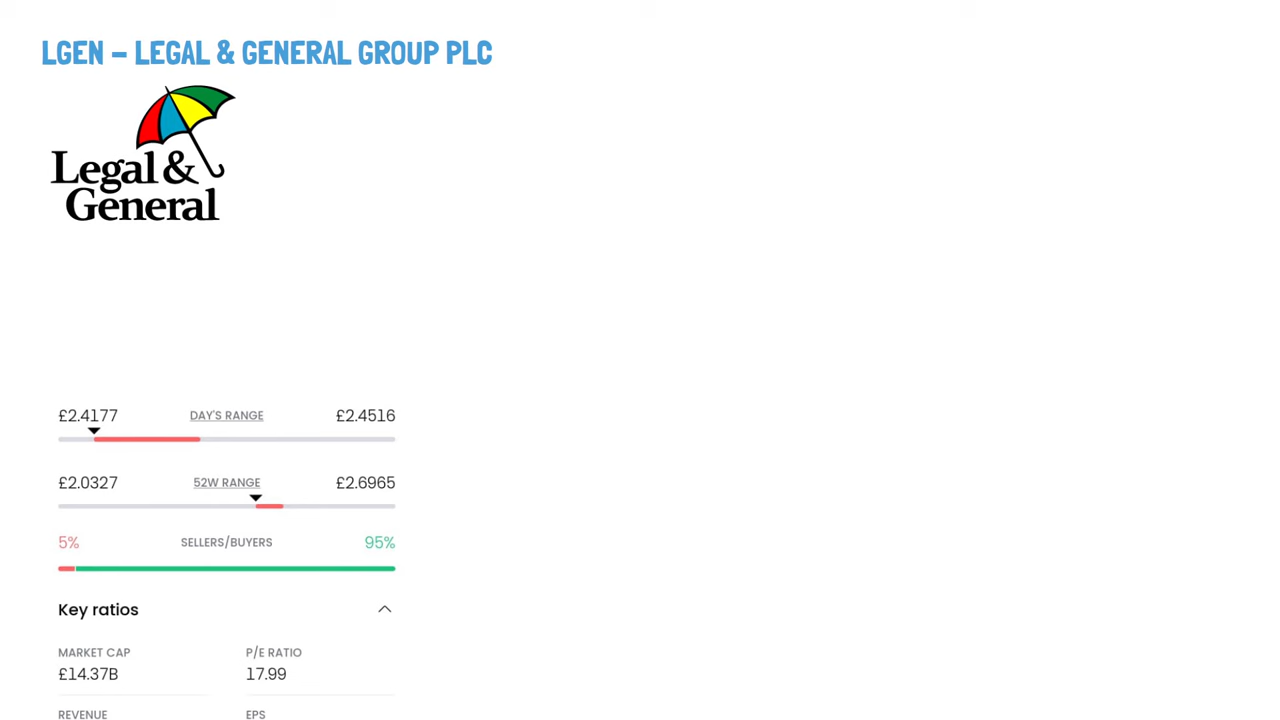 LGEN – LEGAL & GENERAL GROUP PLC
Legal &
General
£2.4177 DAY'S RANGE £2.4516
£2.0327 52W RANGE £2.6965
5% SELLERS/BUYERS 95%
Key ratios
MARKET CAP P/E RATIO
£14.37B 17.99
REVENUE EPS